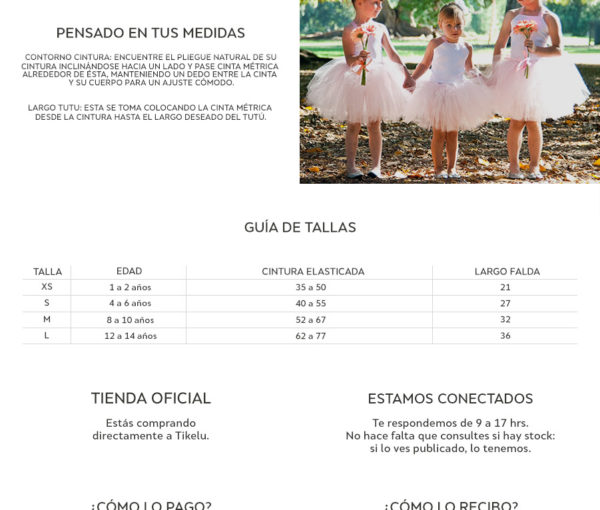 PENSADO EN TUS MEDIDAS
CONTORNO CINTURA: ENCUENTRE EL PLIEGUE NATURAL DE SU
CINTURA INCLINÁNDOSE HACIA UN LADO Y PASE CINTA MÉTRICA
ALREDEDOR DE ÉSTA, MANTENIENDO UN DEDO ENTRE LA CINTA
Y SU CUERPO PARA UN AJUSTE CÓMODO.
LARGO TUTU: ESTA SE TOMA COLOCANDO LA CINTA MÉTRICA
DESDE LA CINTURA HASTA EL LARGO DESEADO DEL TUTÚ.
GUÍA DE TALLAS
TALLA EDAD CINTURA ELASTICADA LARGO FALDA
XS 1 a 2 años 35 a 50 21
S 4 a 6 años 40 a 55 27
M 8 a 10 años 52 a 67 32
L 12 a 14 años 62 a 77 36
TIENDA OFICIAL
Estás comprando
directamente a Tikelu.
ESTAMOS CONECTADOS
Te respondemos de 9 a 17 hrs.
No hace falta que consultes si hay stock:
si lo ves publicado, lo tenemos.
¿CÓMO LO PAGO?
¿CÓMO LO RECIBO?